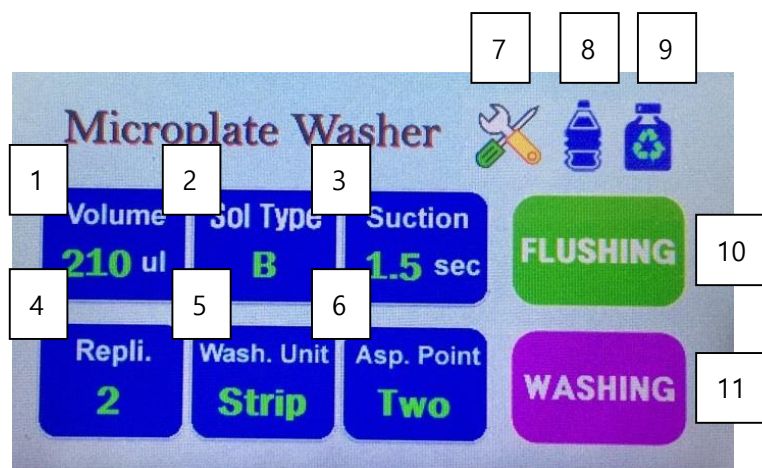 7 8 9
Microplate Washer
1 2 3
Volume Sol Type Suction
210 ul B 1.5 sec
FLUSHING
10
4 5 6
Repli. Wash. Unit Asp. Point
2 Strip Two
WASHING
11